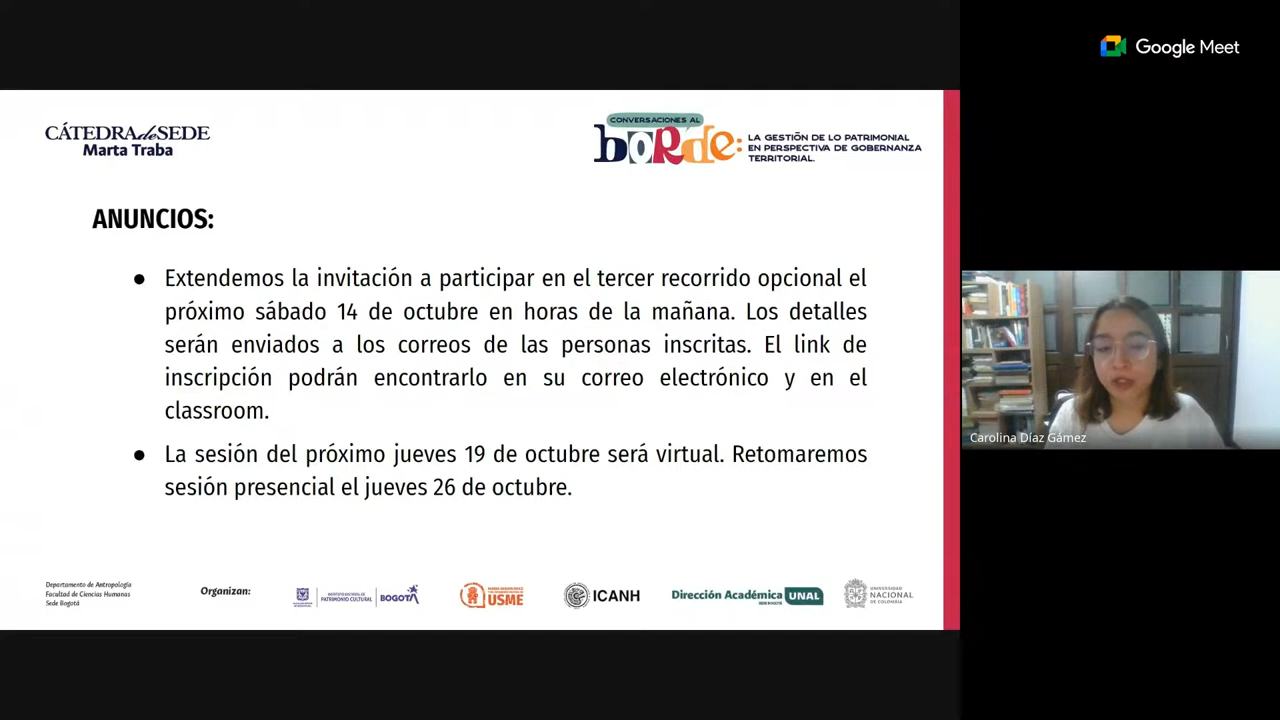 Google Meet
CÁTEDRAdeSEDE
Marta Traba
CONVERSACIONES AL
borde:
LA GESTIÓN DE LO PATRIMONIAL
EN PERSPECTIVA DE GOBERNANZA
TERRITORIAL.
ANUNCIOS:
● Extendemos la invitación a participar en el tercer recorrido opcional el
próximo sábado 14 de octubre en horas de la mañana. Los detalles
serán enviados a los correos de las personas inscritas. El link de
inscripción podrán encontrarlo en su correo electrónico y en el
classroom.
● La sesión del próximo jueves 19 de octubre será virtual. Retomaremos
sesión presencial el jueves 26 de octubre.
Carolina Díaz Gámez
Departamento de Antropología
Facultad de Ciencias Humanas
Sede Bogotá
Organizan:
PATRIMONIO CULTURAL
BOGOTÁ
USME
ICANH
Dirección Académica
SEDE BOGOTÁ
UNAL
UNIVERSIDAD
NACIONAL
DE COLOMBIA